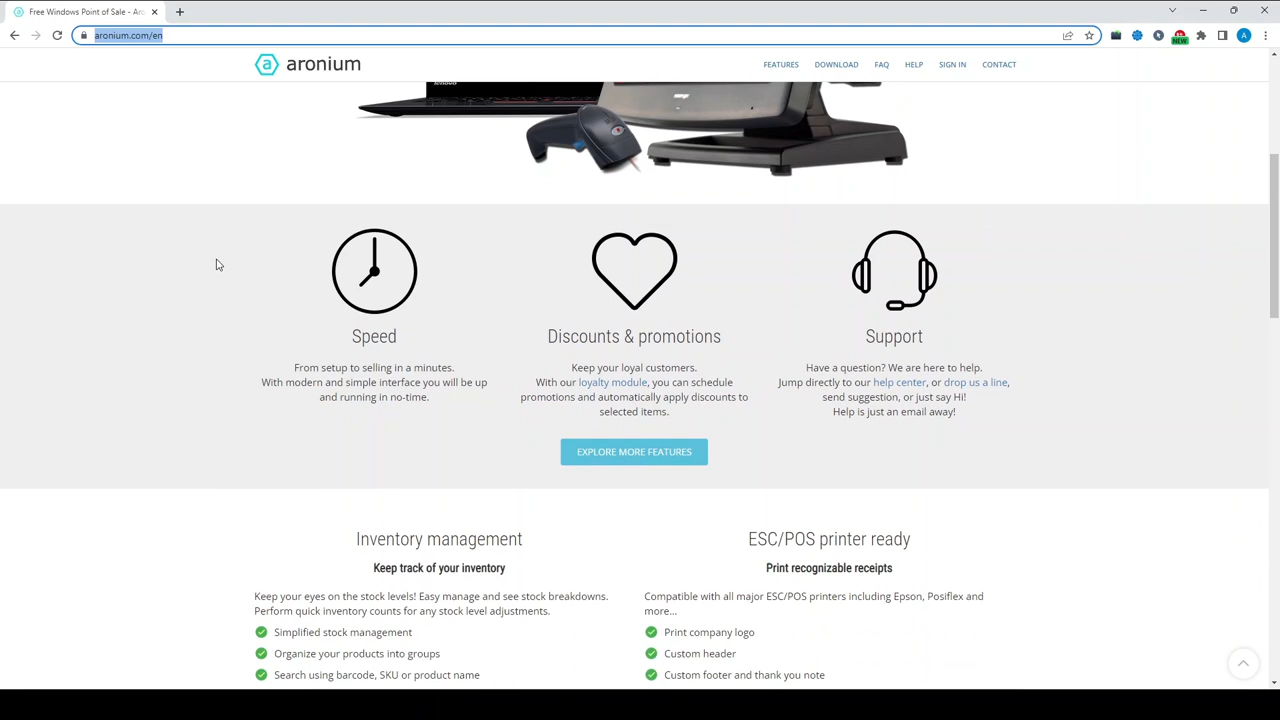 Free Windows Point of Sale - Aro
aronium.com/en
NEW
A
a aronium
FEATURES DOWNLOAD FAQ HELP SIGN IN CONTACT
Speed
From setup to selling in a minutes.
With modern and simple interface you will be up
and running in no-time.
Discounts & promotions
Keep your loyal customers.
With our loyalty module, you can schedule
promotions and automatically apply discounts to
selected items.
Support
Have a question? We are here to help.
Jump directly to our help center, or drop us a line,
send suggestion, or just say Hi!
Help is just an email away!
EXPLORE MORE FEATURES
Inventory management
Keep track of your inventory
Keep your eyes on the stock levels! Easy manage and see stock breakdowns.
Perform quick inventory counts for any stock level adjustments.
Simplified stock management
Organize your products into groups
Search using barcode, SKU or product name
ESC/POS printer ready
Print recognizable receipts
Compatible with all major ESC/POS printers including Epson, Posiflex and
more...
Print company logo
Custom header
Custom footer and thank you note